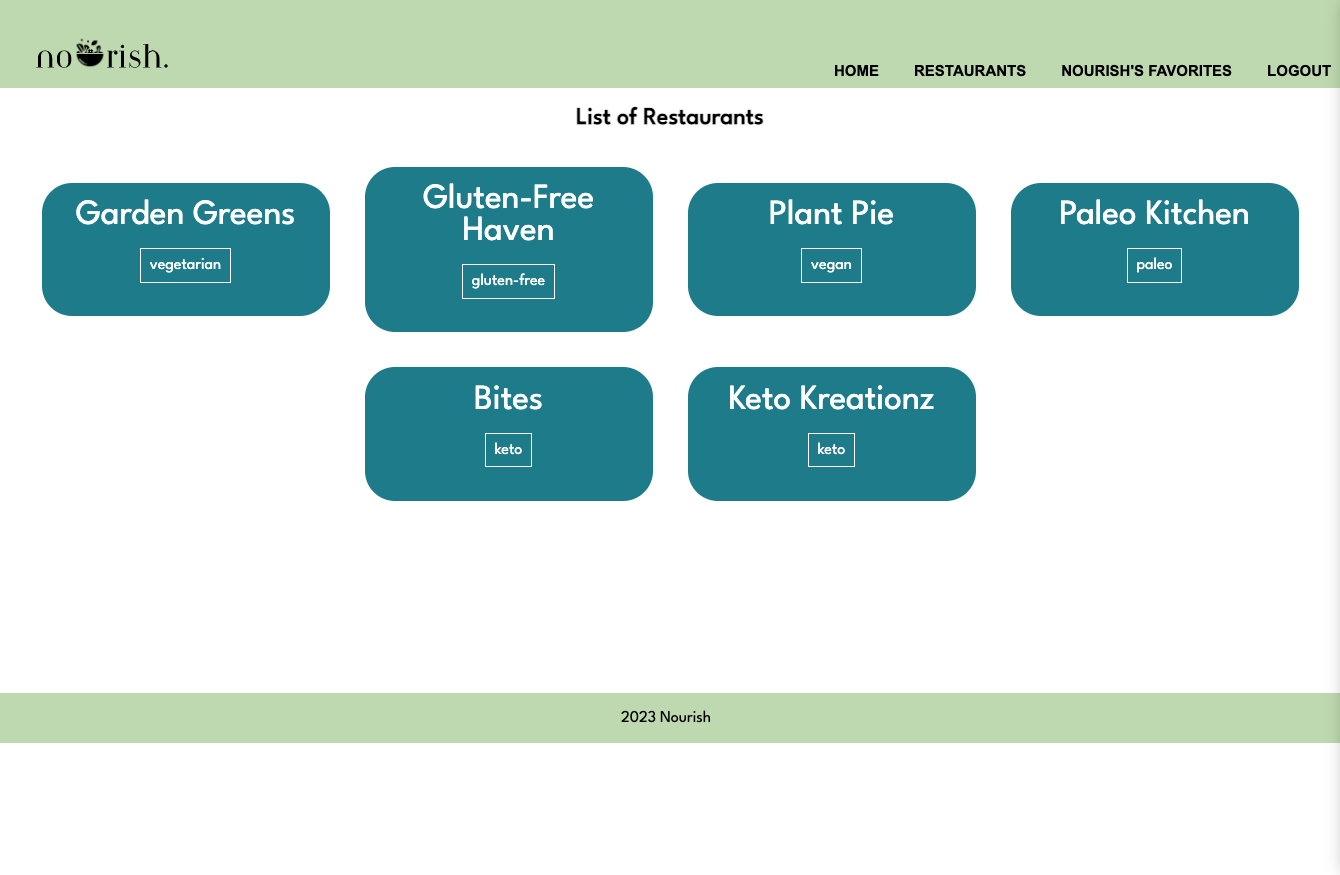 nourish.
HOME RESTAURANTS NOURISH'S FAVORITES LOGOUT
List of Restaurants
Garden Greens
vegetarian
Gluten-Free
Haven
gluten-free
Plant Pie
vegan
Paleo Kitchen
paleo
Bites
keto
Keto Kreationz
keto
2023 Nourish